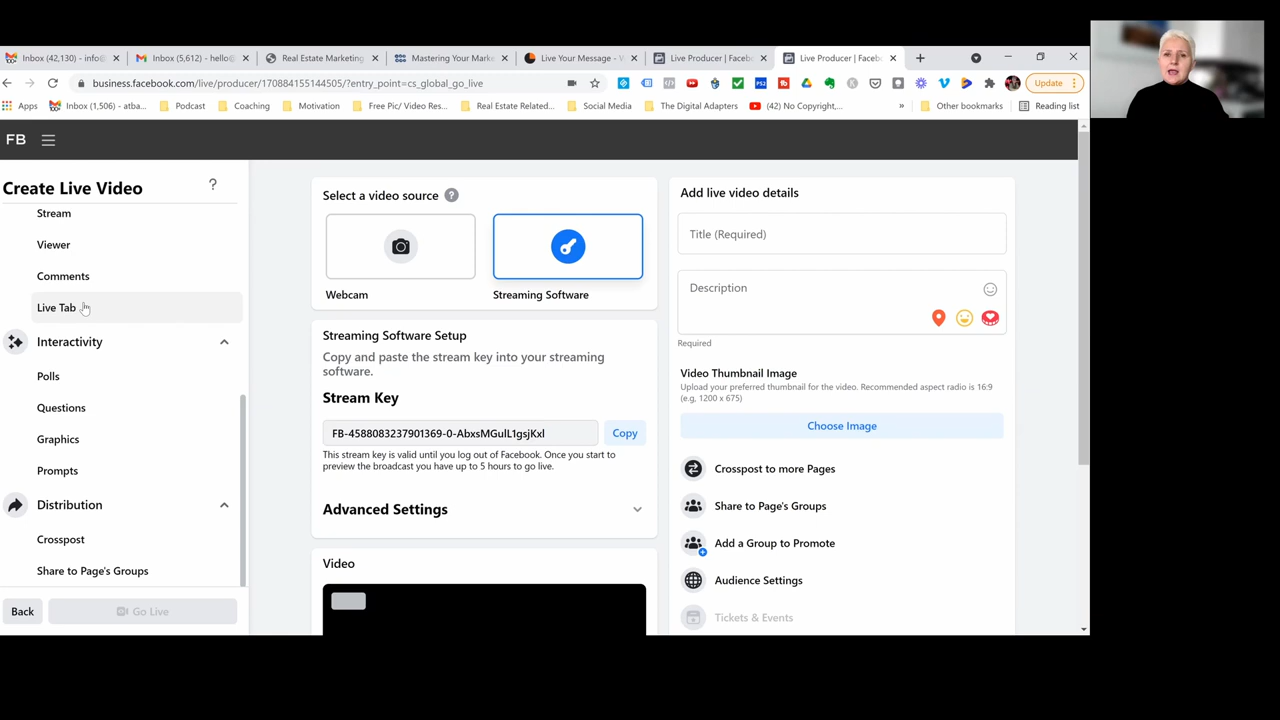 Inbox (42,130) - info@
Inbox (5,612) - hello@
Real Estate Marketing
Mastering Your Marke
Live Your Message - V
Live Producer | Facebo
Live Producer | Facebo
business.facebook.com/live/producer/170884155144505/?entry_point=cs_global_go_live
Update
Apps
Inbox (1,506) - atba...
Podcast
Coaching
Motivation
Free Pic/ Video Res...
Real Estate Related...
Social Media
The Digital Adapters
(42) No Copyright,...
»
Other bookmarks
Reading list
FB
Create Live Video
?
Stream
Viewer
Comments
Live Tab
Interactivity
Polls
Questions
Graphics
Prompts
Distribution
Crosspost
Share to Page's Groups
Back
Go Live
Select a video source ?
Webcam
Streaming Software
Streaming Software Setup
Copy and paste the stream key into your streaming
software.
Stream Key
FB-4588083237901369-0-AbxsMGulL1gsjKxl
Copy
This stream key is valid until you log out of Facebook. Once you start to
preview the broadcast you have up to 5 hours to go live.
Advanced Settings
Video
Add live video details
Title (Required)
Description
Required
Video Thumbnail Image
Upload your preferred thumbnail for the video. Recommended aspect radio is 16:9
(e.g, 1200 x 675)
Choose Image
Crosspost to more Pages
Share to Page's Groups
Add a Group to Promote
Audience Settings
Tickets & Events